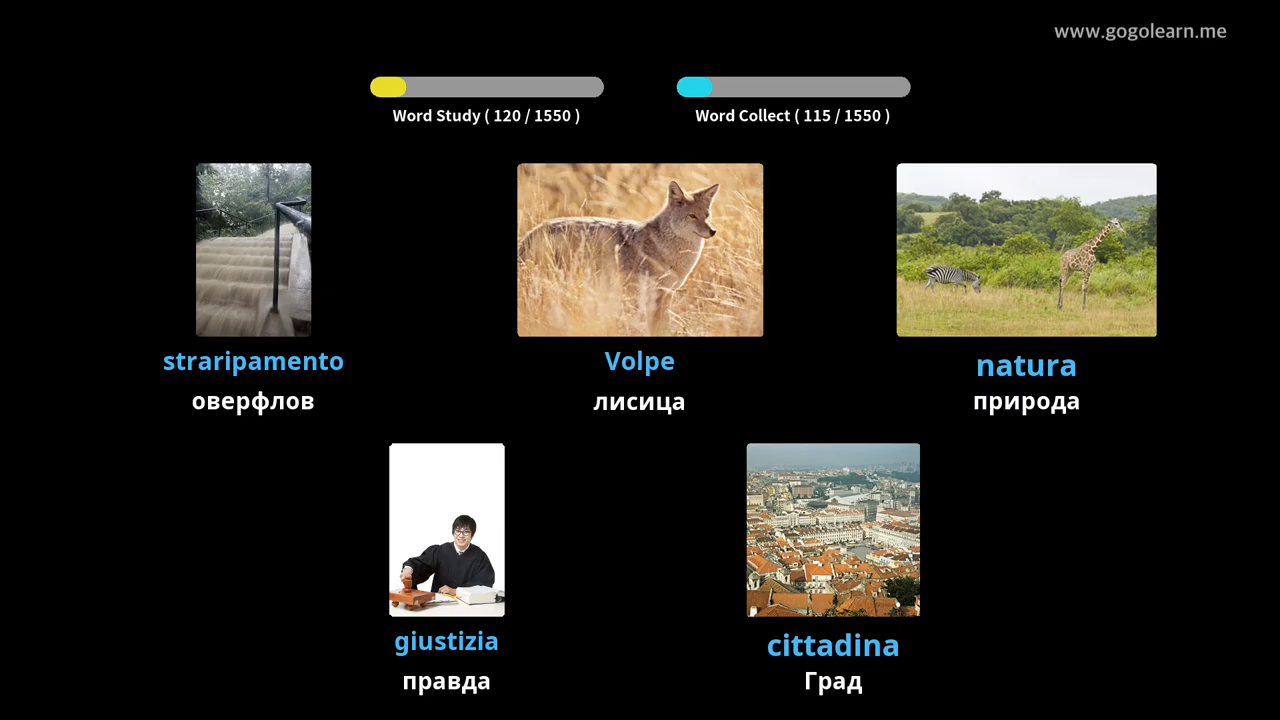 www.gogolearn.me
Word Study ( 120 / 1550 )
Word Collect ( 115 / 1550 )
straripamento
оверфлов
Volpe
лисица
natura
природа
giustizia
правда
cittadina
Град